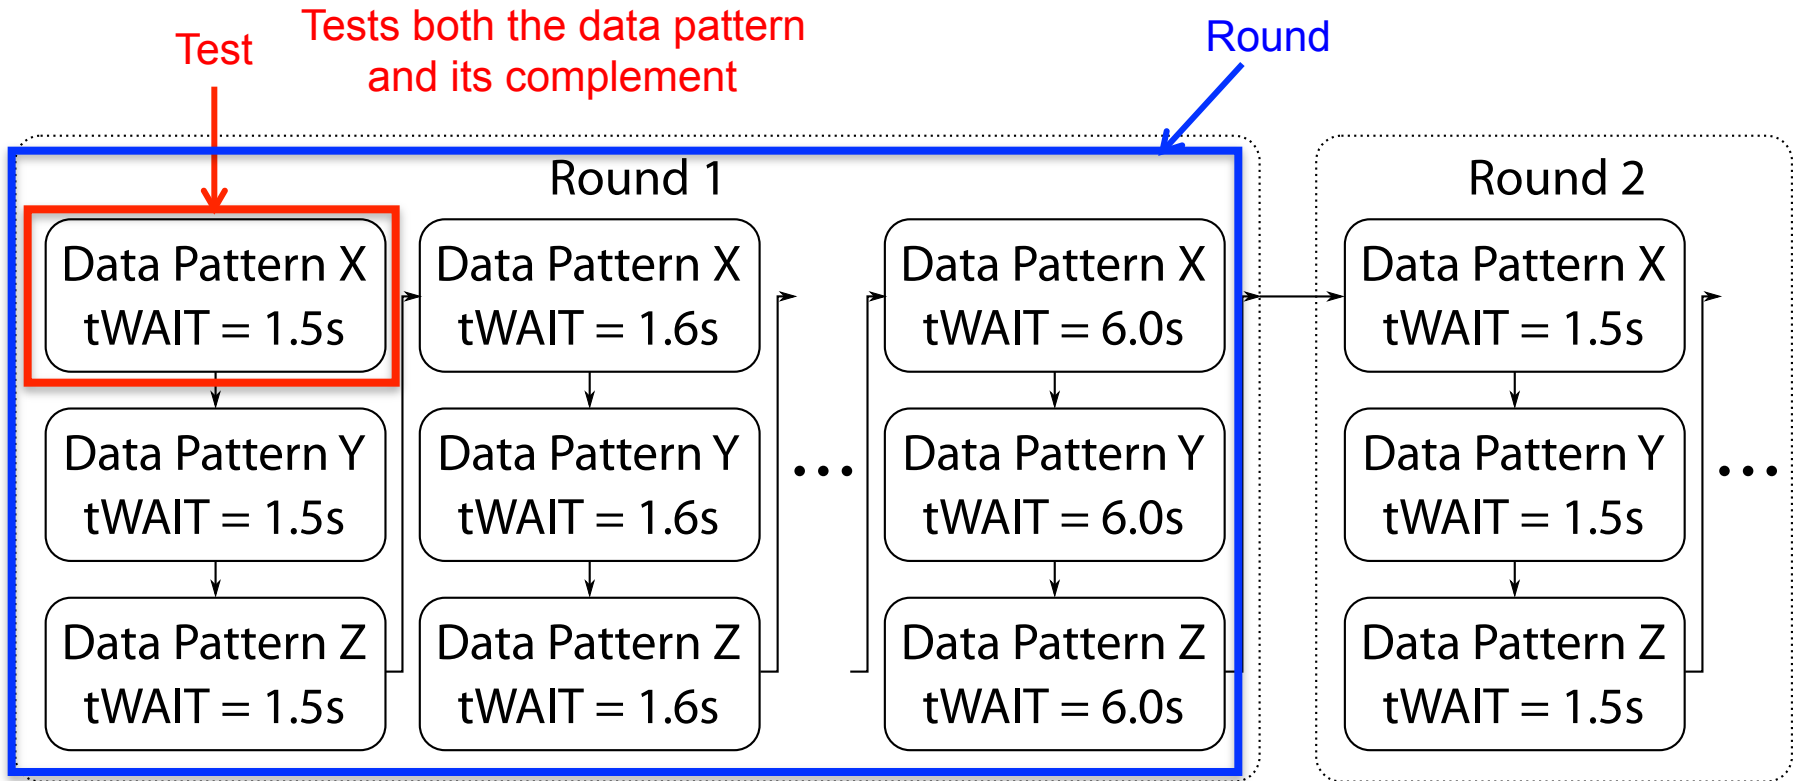 Test
Tests both the data pattern
and its complement
Round
Round 1
Data Pattern X
tWAIT = 1.5s
Data Pattern Y
tWAIT = 1.5s
Data Pattern Z
tWAIT = 1.5s
Data Pattern X
tWAIT = 1.6s
Data Pattern Y
tWAIT = 1.6s
Data Pattern Z
tWAIT = 1.6s
...
Data Pattern X
tWAIT = 6.0s
Data Pattern Y
tWAIT = 6.0s
Data Pattern Z
tWAIT = 6.0s
Round 2
Data Pattern X
tWAIT = 1.5s
Data Pattern Y
tWAIT = 1.5s
Data Pattern Z
tWAIT = 1.5s
...